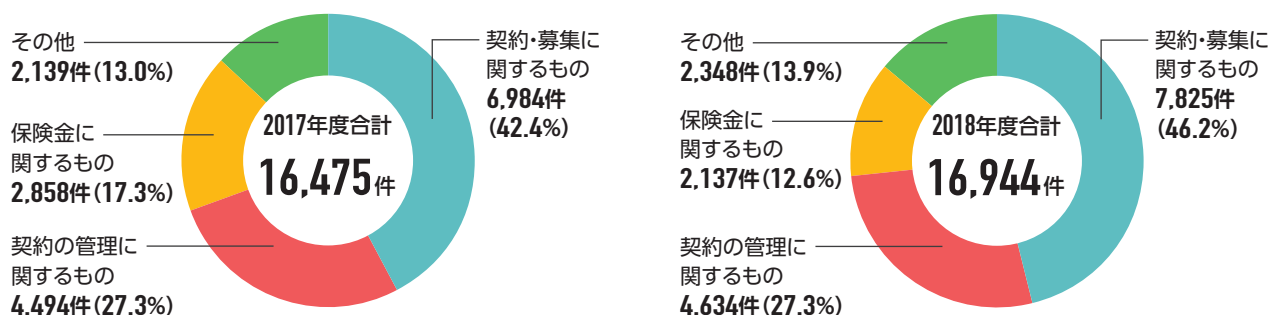 その他
2,139件(13.0%)
保険金に
関するもの
2,858件(17.3%)
契約の管理に
関するもの
4,494件(27.3%)
2017年度合計
16,475件
契約・募集に
関するもの
6,984件
(42.4%)
その他
2,348件(13.9%)
保険金に
関するもの
2,137件(12.6%)
契約の管理に
関するもの
4,634件(27.3%)
2018年度合計
16,944件
契約・募集に
関するもの
7,825件
(46.2%)